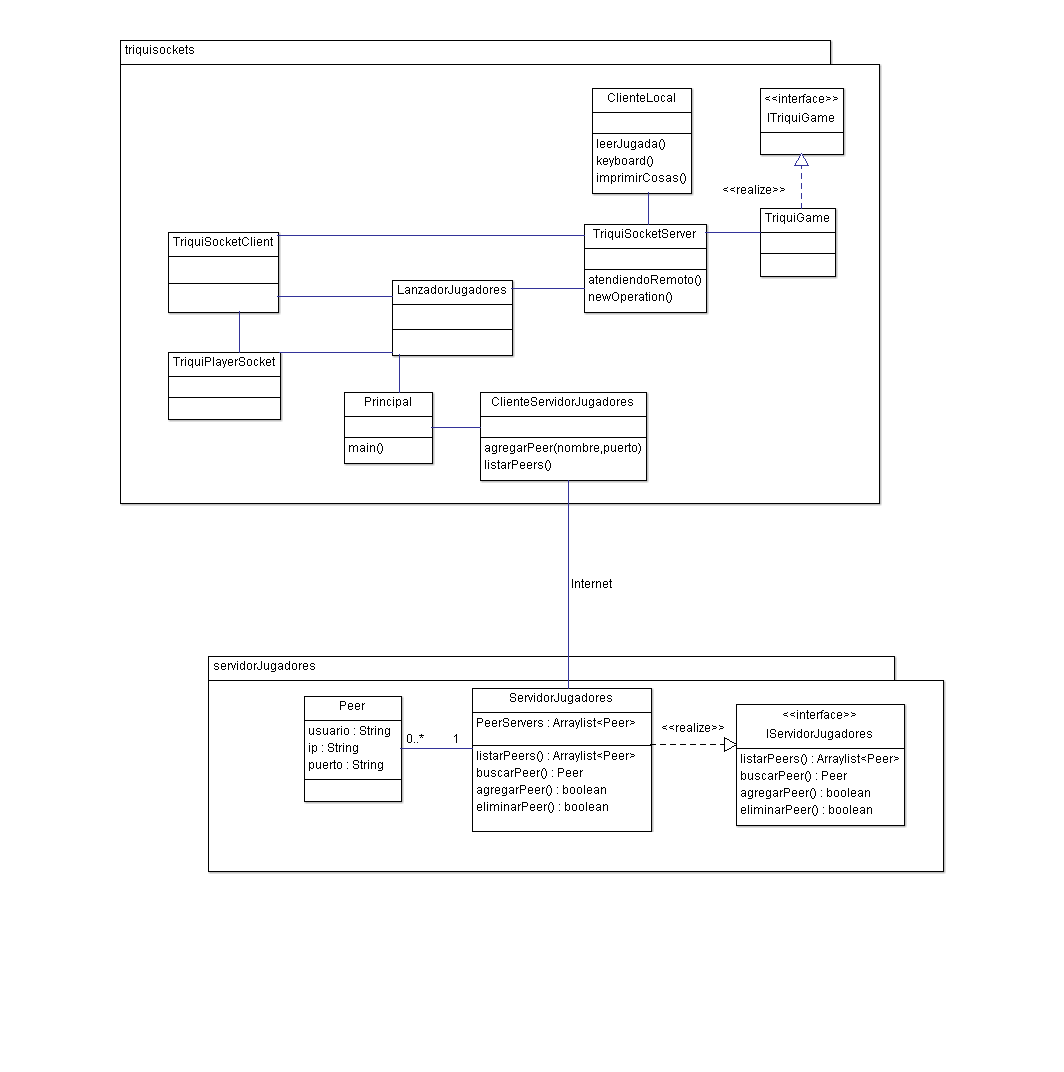 triquisockets
ClienteLocal
leerJugada()
keyboard()
imprimirCosas()
<<interface>>
ITriquiGame
<<realize>>
TriquiGame
TriquiSocketClient
TriquiSocketServer
atendiendoRemoto()
newOperation()
LanzadorJugadores
TriquiPlayerSocket
Principal
main()
ClienteServidorJugadores
agregarPeer(nombre,puerto)
listarPeers()
Internet
servidorJugadores
Peer
usuario : String
ip : String
puerto : String
0..*
1
ServidorJugadores
PeerServers : Arraylist<Peer>
listarPeers() : Arraylist<Peer>
buscarPeer() : Peer
agregarPeer() : boolean
eliminarPeer() : boolean
<<realize>>
<<interface>>
IServidorJugadores
listarPeers() : Arraylist<Peer>
buscarPeer() : Peer
agregarPeer() : boolean
eliminarPeer() : boolean